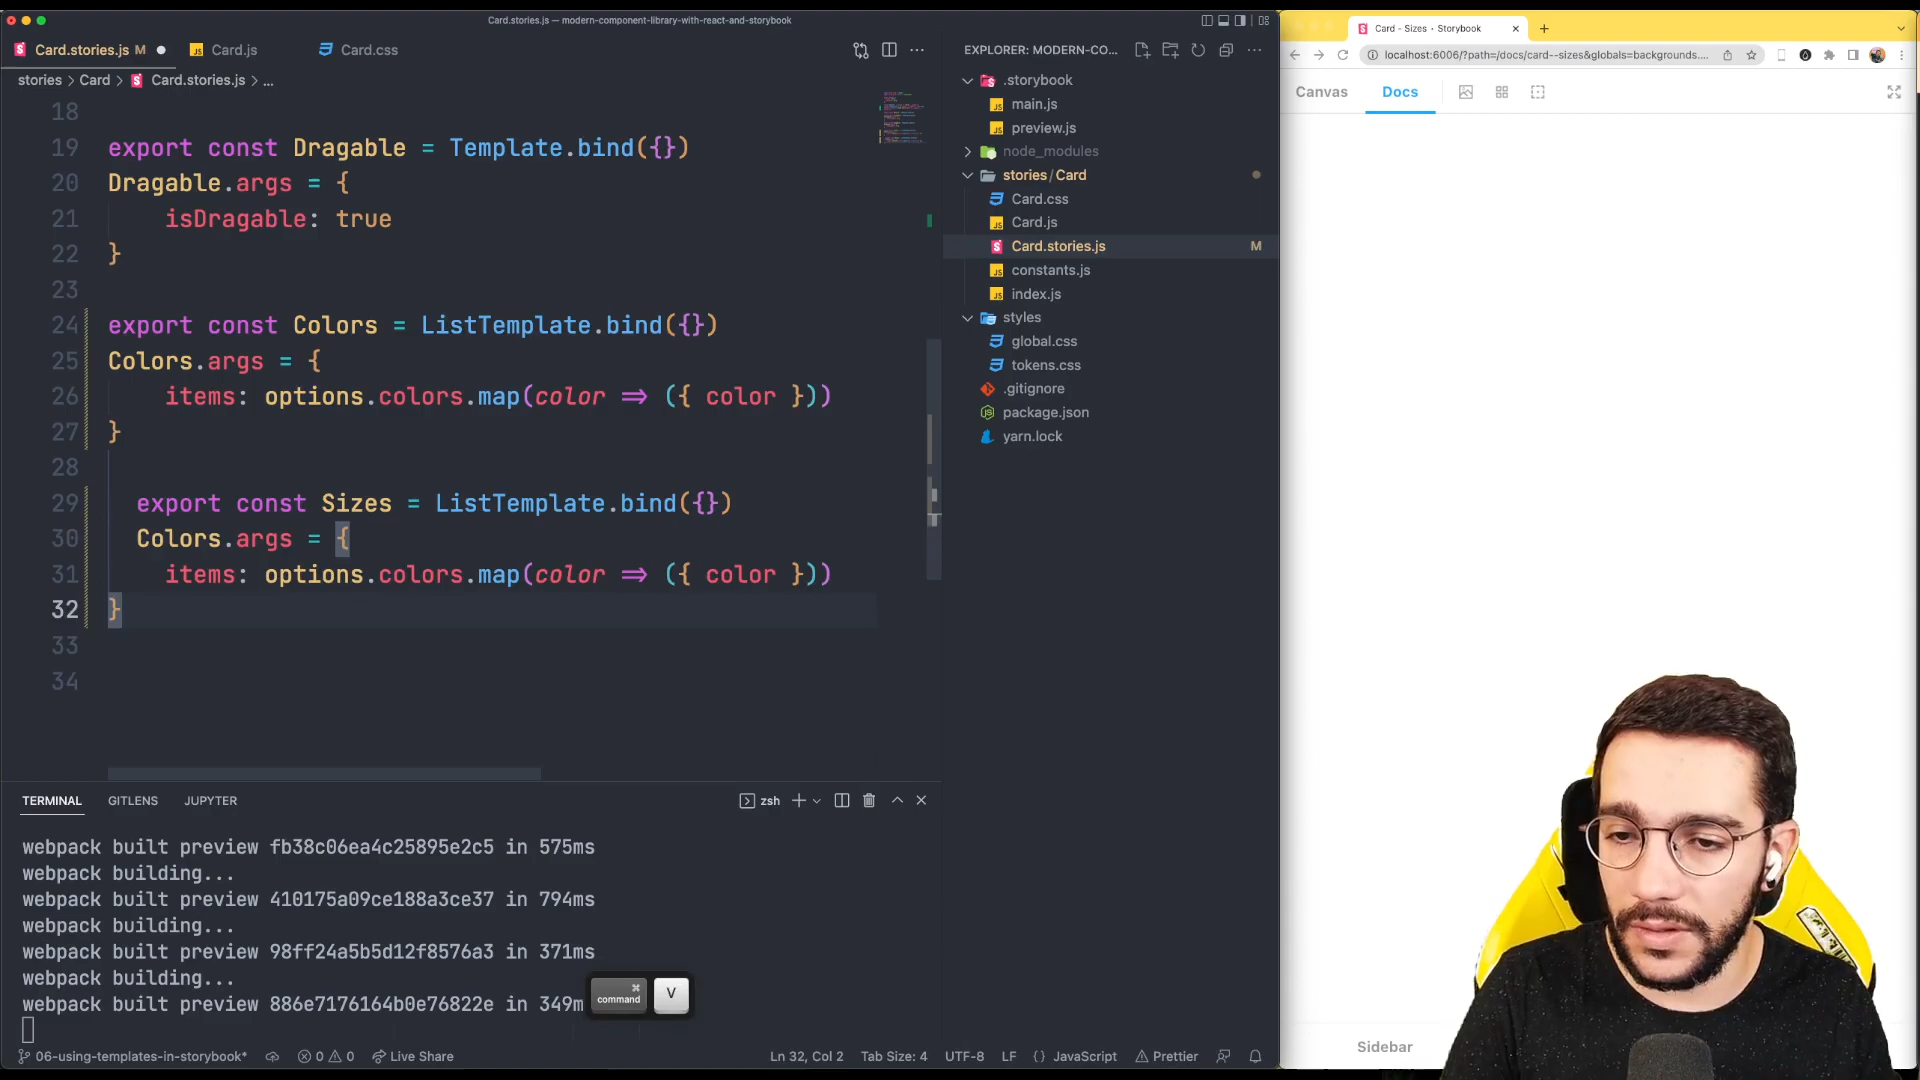 Card.stories.js — modern-component-library-with-react-and-storybook
Card.stories.js M
Card.js
Card.css
stories > Card > Card.stories.js > ...
18
19 export const Dragable = Template.bind({})
20 Dragable.args = {
21 isDragable: true
22 }
23
24 export const Colors = ListTemplate.bind({})
25 Colors.args = {
26 items: options.colors.map(color => ({ color }))
27 }
28
29 export const Sizes = ListTemplate.bind({})
30 Colors.args = {
31 items: options.colors.map(color => ({ color }))
32 }
33
34
TERMINAL GITLENS JUPYTER
zsh
webpack built preview fb38c06ea4c25895e2c5 in 575ms
webpack building...
webpack built preview 410175a09ce188a3ce37 in 794ms
webpack building...
webpack built preview 98ff24a5b5d12f8576a3 in 371ms
webpack building...
webpack built preview 886e7176164b0e76822e in 349m
⌘
command
V
06-using-templates-in-storybook* 0 0 Live Share
Ln 32, Col 2 Tab Size: 4 UTF-8 LF {} JavaScript Prettier
EXPLORER: MODERN-CO...
.storybook
main.js
preview.js
node_modules
stories / Card
Card.css
Card.js
Card.stories.js M
constants.js
index.js
styles
global.css
tokens.css
.gitignore
package.json
yarn.lock
Card - Sizes · Storybook
localhost:6006/?path=/docs/card--sizes&globals=backgrounds....
Canvas Docs
Sidebar